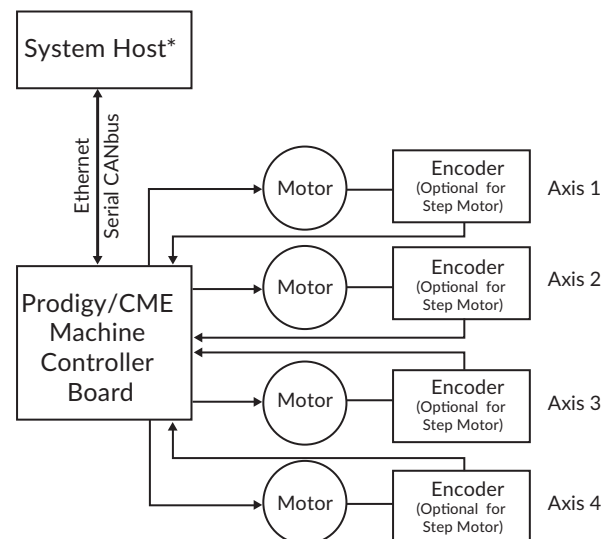 System Host*
Ethernet
Serial CANbus
Motor
Encoder
(Optional for
Step Motor)
Axis 1
Prodigy/CME
Machine
Controller
Board
Motor
Encoder
(Optional for
Step Motor)
Axis 2
Motor
Encoder
(Optional for
Step Motor)
Axis 3
Motor
Encoder
(Optional for
Step Motor)
Axis 4